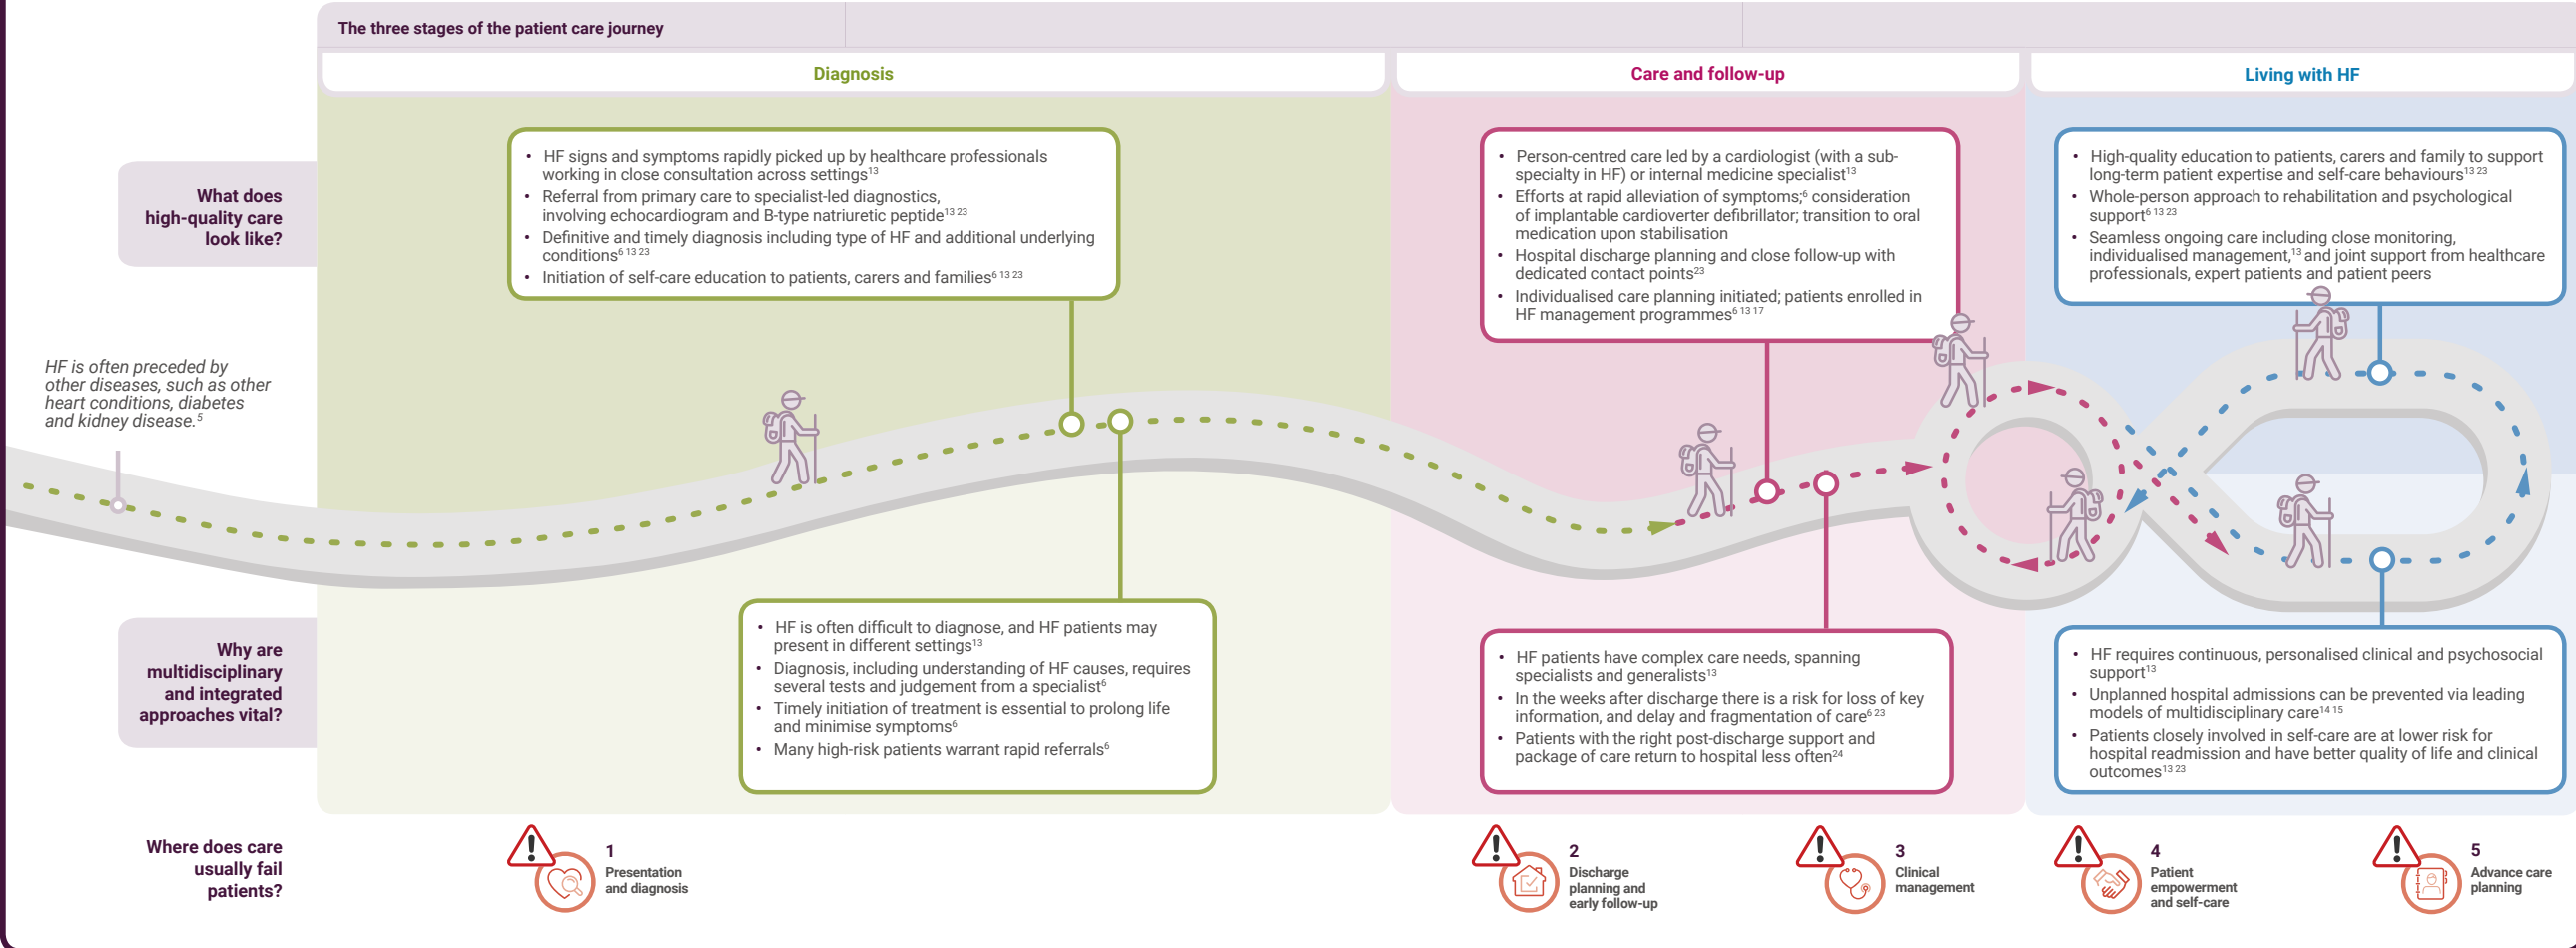 The three stages of the patient care journey
Diagnosis
Care and follow-up
Living with HF
What does
high-quality care
look like?
• HF signs and symptoms rapidly picked up by healthcare professionals
working in close consultation across settings13
• Referral from primary care to specialist-led diagnostics,
involving echocardiogram and B-type natriuretic peptide13 23
• Definitive and timely diagnosis including type of HF and additional underlying
conditions6 13 23
• Initiation of self-care education to patients, carers and families6 13 23
• Person-centred care led by a cardiologist (with a sub-
specialty in HF) or internal medicine specialist13
• Efforts at rapid alleviation of symptoms;6 consideration
of implantable cardioverter defibrillator; transition to oral
medication upon stabilisation
• Hospital discharge planning and close follow-up with
dedicated contact points23
• Individualised care planning initiated; patients enrolled in
HF management programmes6 13 17
• High-quality education to patients, carers and family to support
long-term patient expertise and self-care behaviours13 23
• Whole-person approach to rehabilitation and psychological
support6 13 23
• Seamless ongoing care including close monitoring,
individualised management,13 and joint support from healthcare
professionals, expert patients and patient peers
HF is often preceded by
other diseases, such as other
heart conditions, diabetes
and kidney disease.5
Why are
multidisciplinary
and integrated
approaches vital?
• HF is often difficult to diagnose, and HF patients may
present in different settings13
• Diagnosis, including understanding of HF causes, requires
several tests and judgement from a specialist6
• Timely initiation of treatment is essential to prolong life
and minimise symptoms6
• Many high-risk patients warrant rapid referrals6
• HF patients have complex care needs, spanning
specialists and generalists13
• In the weeks after discharge there is a risk for loss of key
information, and delay and fragmentation of care6 23
• Patients with the right post-discharge support and
package of care return to hospital less often24
• HF requires continuous, personalised clinical and psychosocial
support13
• Unplanned hospital admissions can be prevented via leading
models of multidisciplinary care14 15
• Patients closely involved in self-care are at lower risk for
hospital readmission and have better quality of life and clinical
outcomes13 23
Where does care
usually fail
patients?
1
Presentation
and diagnosis
2
Discharge
planning and
early follow-up
3
Clinical
management
4
Patient
empowerment
and self-care
5
Advance care
planning